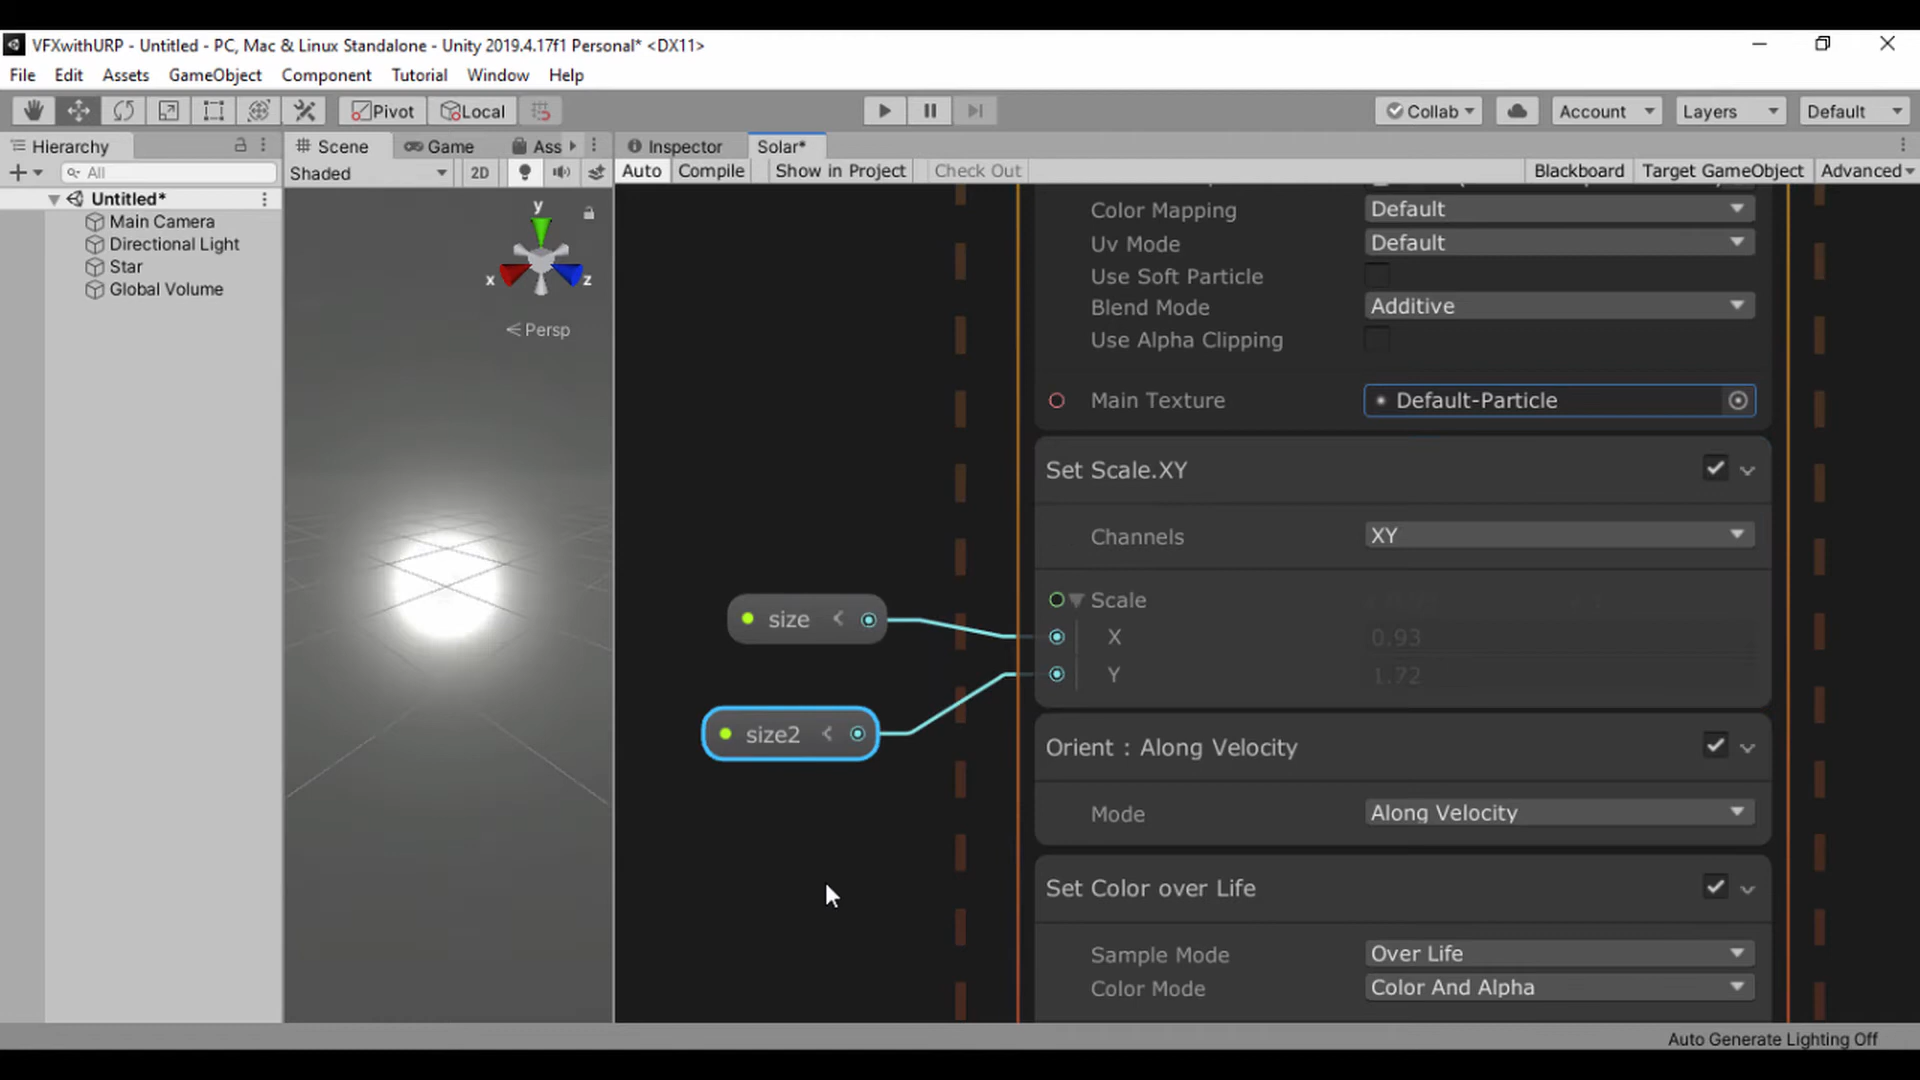 VFXwithURP - Untitled - PC, Mac & Linux Standalone - Unity 2019.4.17f1 Personal* <DX11>
File Edit Assets GameObject Component Tutorial Window Help
Pivot Local Collab Account Layers Default
Hierarchy Scene Game Ass Inspector Solar*
All Shaded 2D Auto Compile Show in Project Check Out Blackboard Target GameObject Advanced
Untitled*
Main Camera
Directional Light
Star
Global Volume
y
x z
Persp
Color Mapping Default
Uv Mode Default
Use Soft Particle
Blend Mode Additive
Use Alpha Clipping
Main Texture Default-Particle
Set Scale.XY
Channels XY
Scale
size
X 0.93
Y 1.72
size2
Orient : Along Velocity
Mode Along Velocity
Set Color over Life
Sample Mode Over Life
Color Mode Color And Alpha
Auto Generate Lighting Off